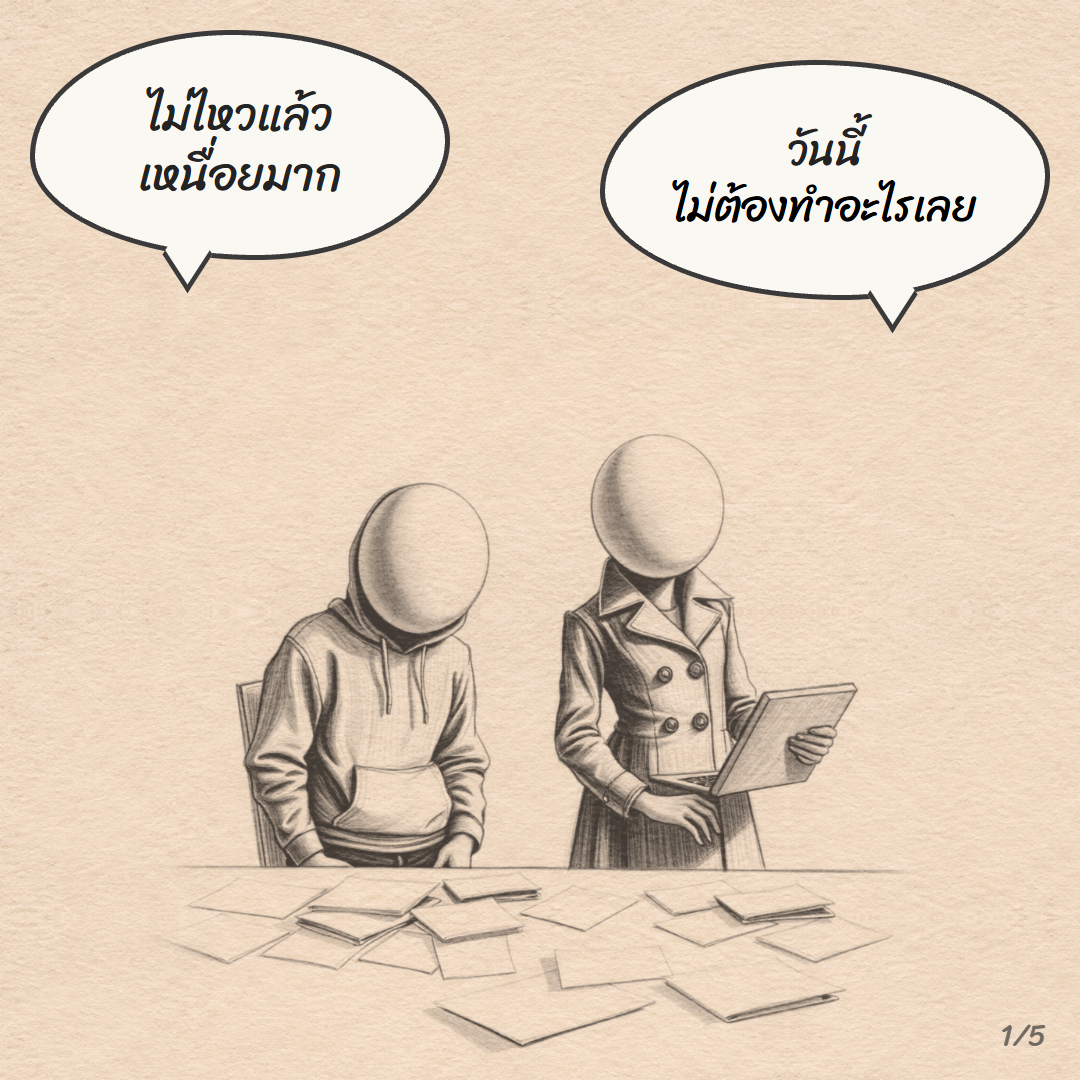 ไม่ไหวแล้ว
เหนื่อยมาก
วันนี้
ไม่ต้องทำอะไรเลย
1/5